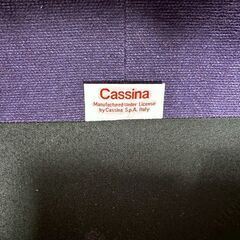 Cassina
Manufactured under License
by Cassina S.p.A. Italy